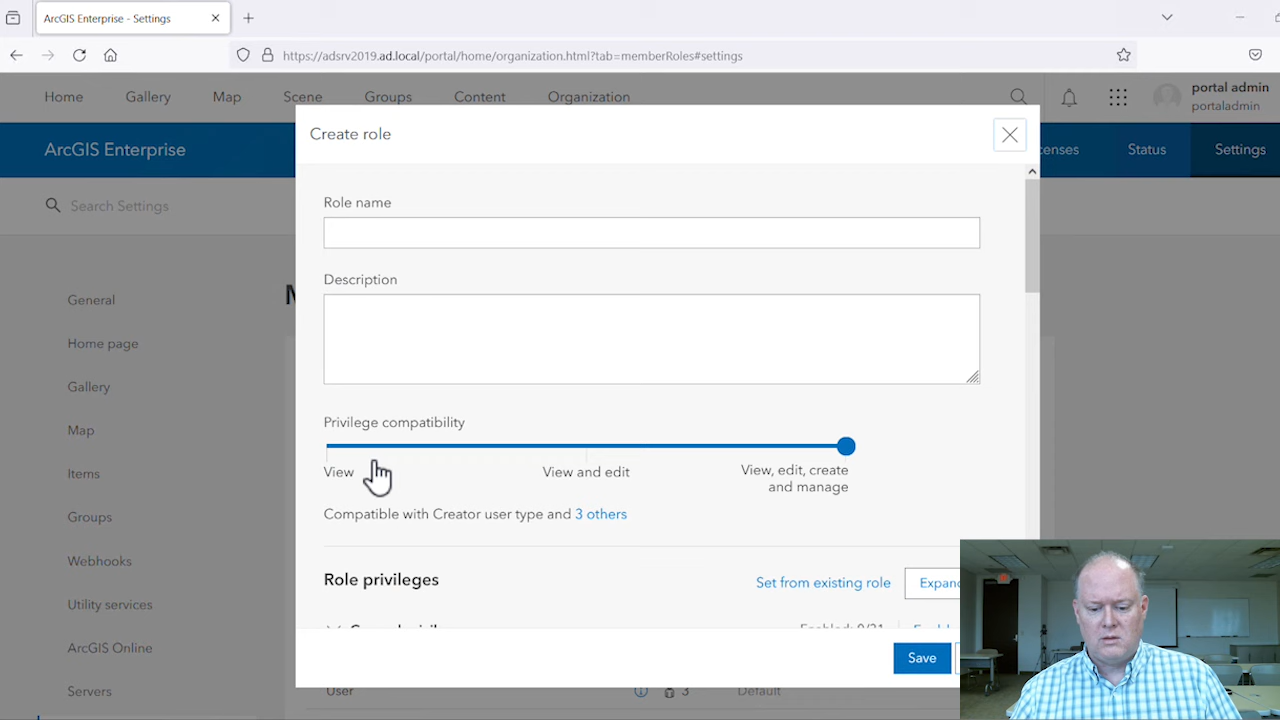 ArcGIS Enterprise - Settings
https://adsrv2019.ad.local/portal/home/organization.html?tab=memberRoles#settings
Home Gallery Map Scene Groups Content Organization
portal admin
portaladmin
ArcGIS Enterprise
Status
Settings
Search Settings
General
Home page
Gallery
Map
Items
Groups
Webhooks
Utility services
ArcGIS Online
Servers
Create role
Role name
Description
Privilege compatibility
View
View and edit
View, edit, create
and manage
Compatible with Creator user type and 3 others
Role privileges
Set from existing role
Expand
Save
User
3
Default